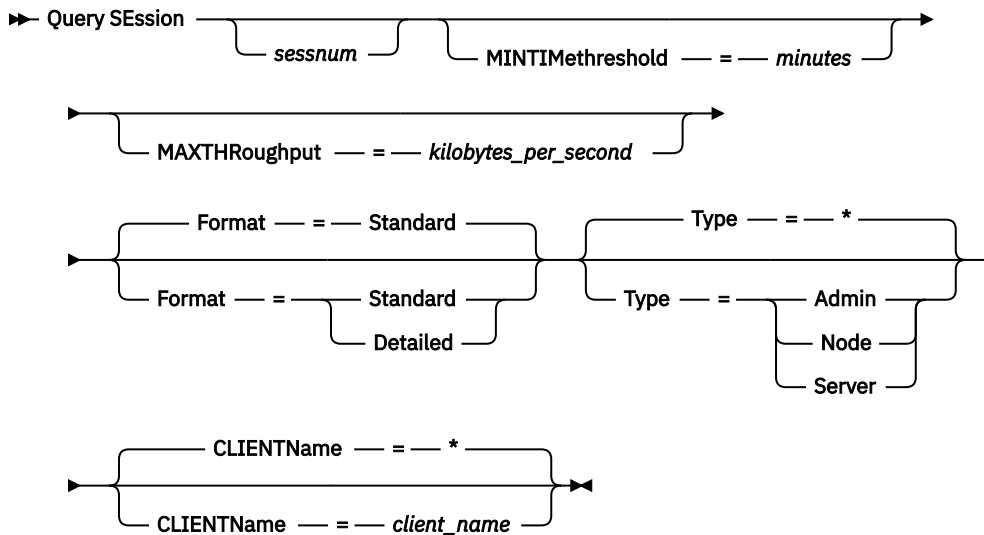 Query SEssion
sessnum
MINTIMethreshold = minutes
MAXTHRoughput = kilobytes_per_second
Format = Standard
Format = Standard
Detailed
Type = *
Type = Admin
Node
Server
CLIENTName = *
CLIENTName = client_name